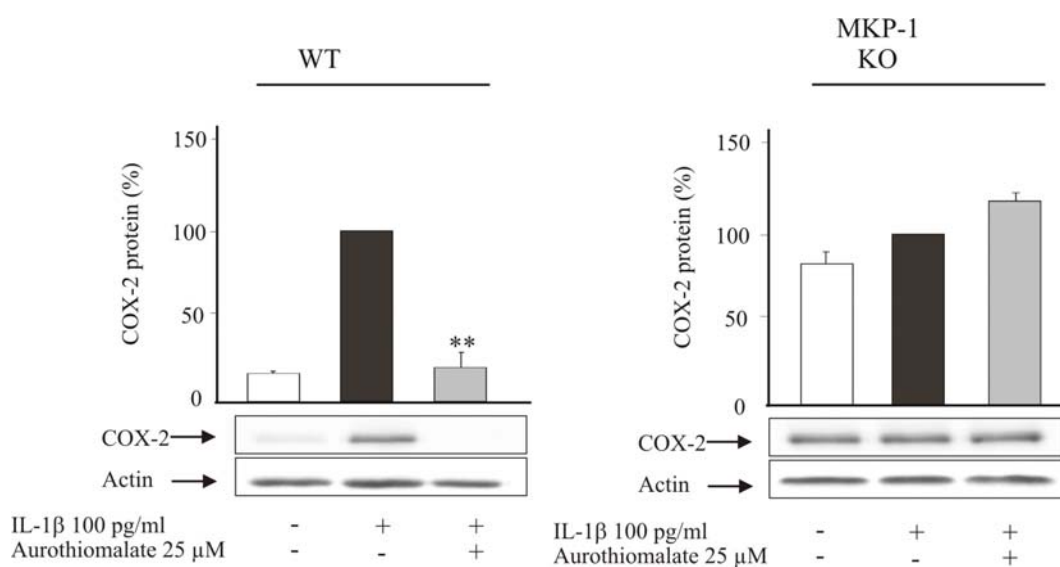 WT
150
100
50
0
COX-2 protein (%)
**
COX-2
Actin
IL-1β 100 pg/ml - + +
Aurothiomalate 25 µM - - +
MKP-1
KO
150
100
50
0
COX-2 protein (%)
COX-2
Actin
IL-1β 100 pg/ml - + +
Aurothiomalate 25 µM - - +